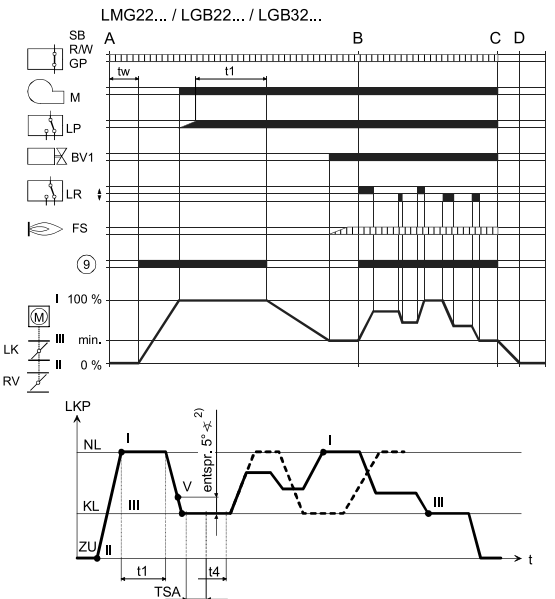 LMG22... / LGB22... / LGB32...
SB
R/W
GP
A
B
C
D
tw
t1
M
LP
BV1
LR
FS
9
I
100 %
M
III
min.
LK
II
0 %
RV
LKP
NL
I
I
entspr. 5° ∢ 2)
V
KL
III
III
ZU
II
t
t1
t4
TSA